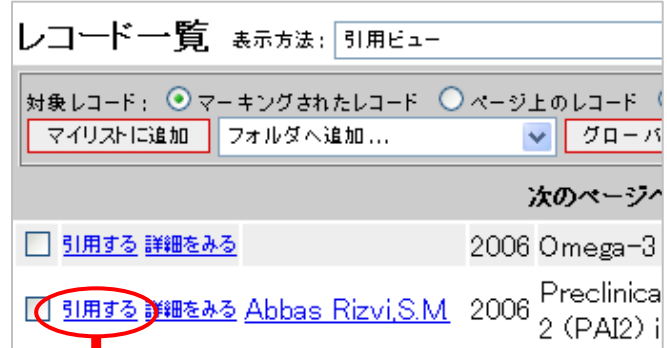 レコード一覧 表示方法: 引用ビュー
対象レコード: マーキングされたレコード ページ上のレコード
マイリストに追加 フォルダへ追加... グローバ
次のページへ
引用する 詳細をみる 2006 Omega-3
引用する 詳細をみる Abbas Rizvi,S.M. 2006 Preclinica
2 (PAI2) i